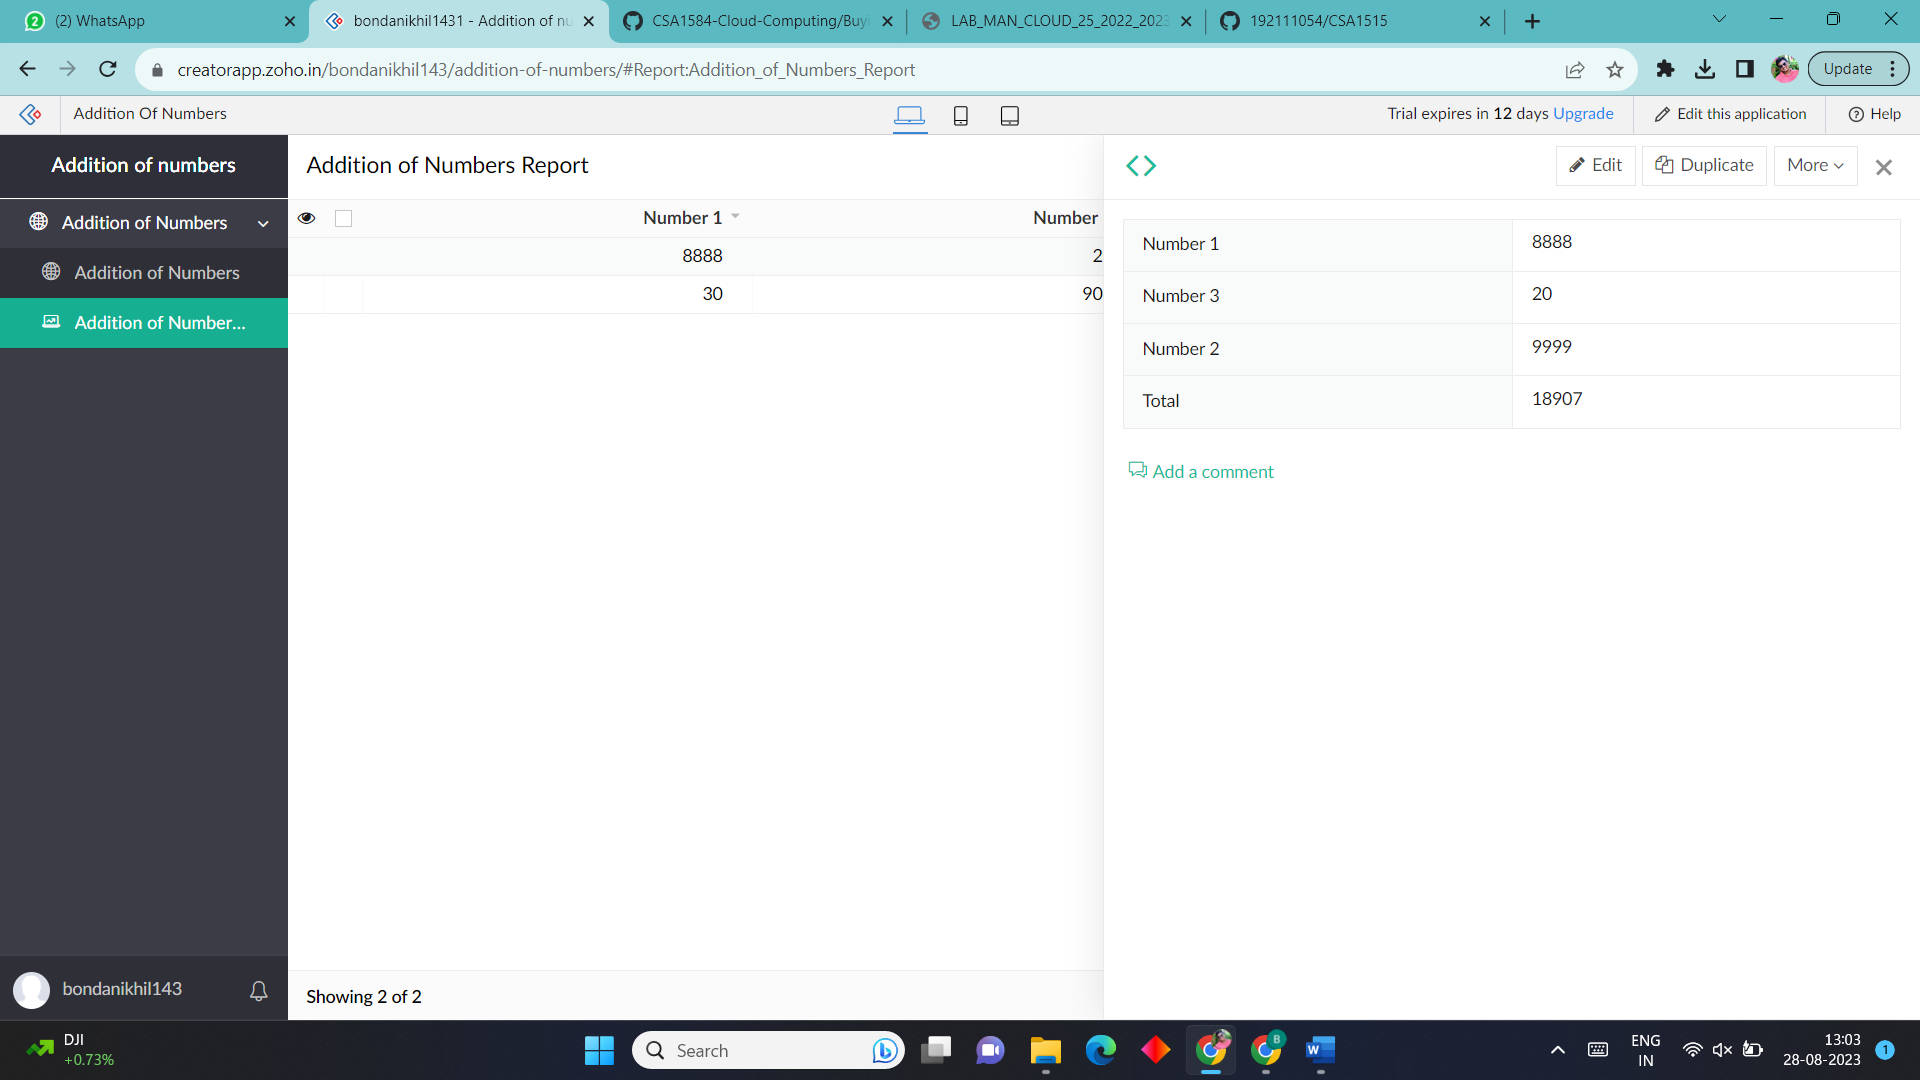 (2) WhatsApp
bondanikhil1431 - Addition of nu
CSA1584-Cloud-Computing/Buyi
LAB_MAN_CLOUD_25_2022_2023
192111054/CSA1515
creatorapp.zoho.in/bondanikhil143/addition-of-numbers/#Report:Addition_of_Numbers_Report
Update
Addition Of Numbers
Trial expires in 12 days Upgrade
Edit this application
Help
Addition of numbers
Addition of Numbers
Addition of Numbers
Addition of Number...
bondanikhil143
Addition of Numbers Report
Number 1
Number
8888
2
30
90
Showing 2 of 2
Edit
Duplicate
More
Number 1
8888
Number 3
20
Number 2
9999
Total
18907
Add a comment
DJI
+0.73%
Search
ENG
IN
13:03
28-08-2023
1